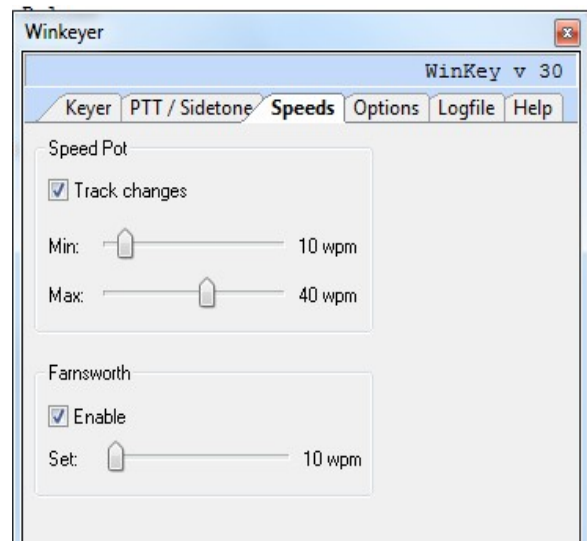 Winkeyer
WinKey v 30
Keyer PTT / Sidetone Speeds Options Logfile Help
Speed Pot
Track changes
Min: 10 wpm
Max: 40 wpm
Farnsworth
Enable
Set: 10 wpm